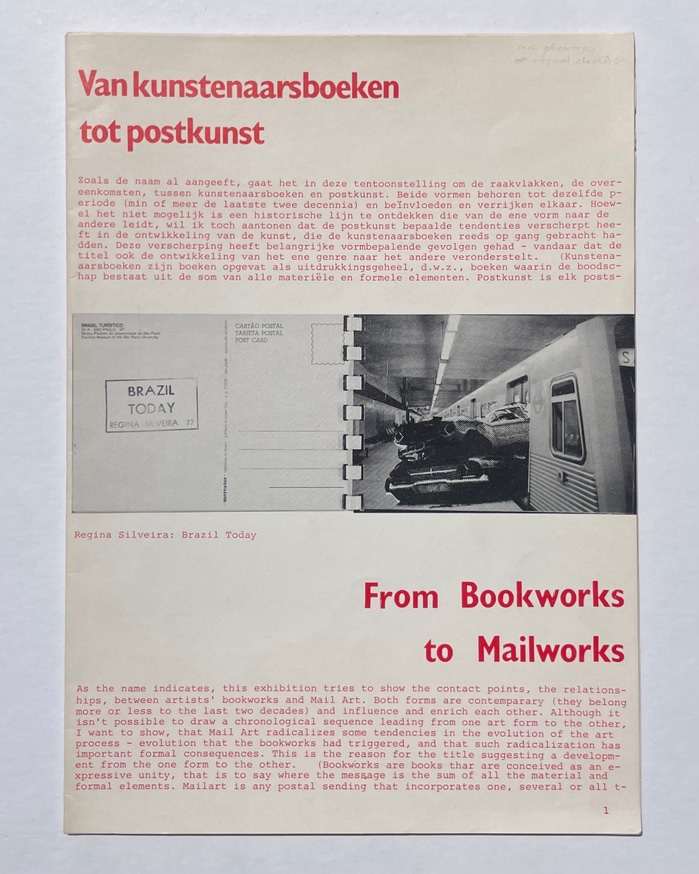 Van kunstenaarsboeken
tot postkunst
Zoals de naam al aangeeft, gaat het in deze tentoonstelling om de raakvlakken, de over-
eenkomsten, tussen kunstenaarsboeken en postkunst. Beide vormen behoren tot dezelfde p-
eriode (min of meer de laatste twee decennia) en beïnvloeden en verrijken elkaar. Hoew-
el het niet mogelijk is een historische lijn te ontdekken die van de ene vorm naar de
andere leidt, wil ik toch aantonen dat de postkunst bepaalde tendenties verscherpt hee-
ft in de ontwikkeling van de kunst, die de kunstenaarsboeken reeds op gang gebracht ha-
dden. Deze verscherping heeft belangrijke vormbepalende gevolgen gehad - vandaar dat de
titel ook de ontwikkeling van het ene genre naar het andere veronderstelt. (Kunstena-
aarsboeken zijn boeken opgevat als uitdrukkingsgeheel, d.w.z., boeken waarin de boodsc-
hap bestaat uit de som van alle materiële en formele elementen. Postkunst is elk posts-
BRASIL TURÍSTICO
CARTÃO POSTAL
TARJETA POSTAL
POST CARD
BRAZIL
TODAY
REGINA SILVEIRA 77
S
Regina Silveira: Brazil Today
From Bookworks
to Mailworks
As the name indicates, this exhibition tries to show the contact points, the relations-
hips, between artists' bookworks and Mail Art. Both forms are contemparary (they belong
more or less to the last two decades) and influence and enrich each other. Although it
isn't possible to draw a chronological sequence leading from one art form to the other,
I want to show, that Mail Art radicalizes some tendencies in the evolution of the art
process - evolution that the bookworks had triggered, and that such radicalization has
important formal consequences. This is the reason for the title suggesting a developm-
ent from the one form to the other. (Bookworks are books thar are conceived as an e-
xpressive unity, that is to say where the message is the sum of all the material and
formal elements. Mailart is any postal sending that incorporates one, several or all t-
1